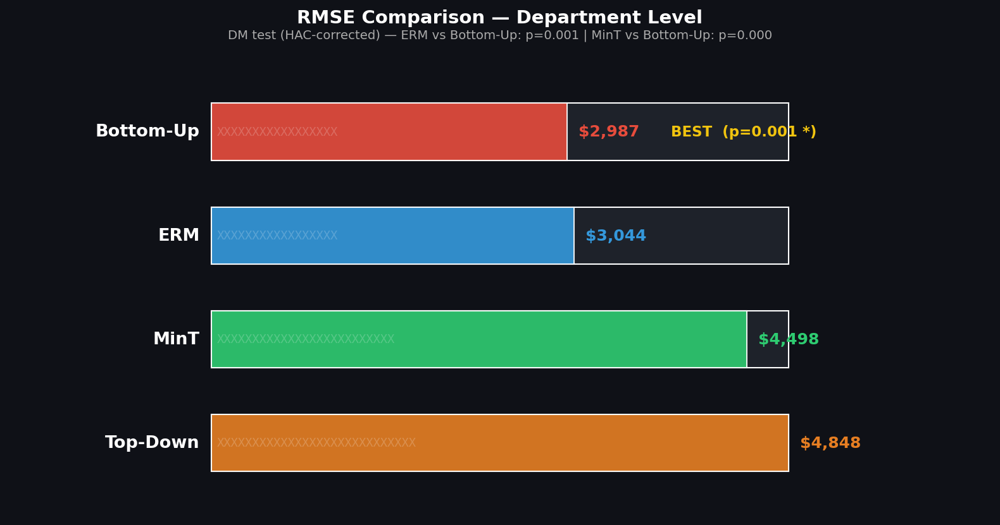 RMSE Comparison — Department Level
DM test (HAC-corrected) — ERM vs Bottom-Up: p=0.001 | MinT vs Bottom-Up: p=0.000
Bottom-Up XXXXXXXXXXXXXXXXX $2,987 BEST (p=0.001 *)
ERM XXXXXXXXXXXXXXXXX $3,044
MinT XXXXXXXXXXXXXXXXXXXXXXXXX $4,498
Top-Down XXXXXXXXXXXXXXXXXXXXXXXXXXXX $4,848